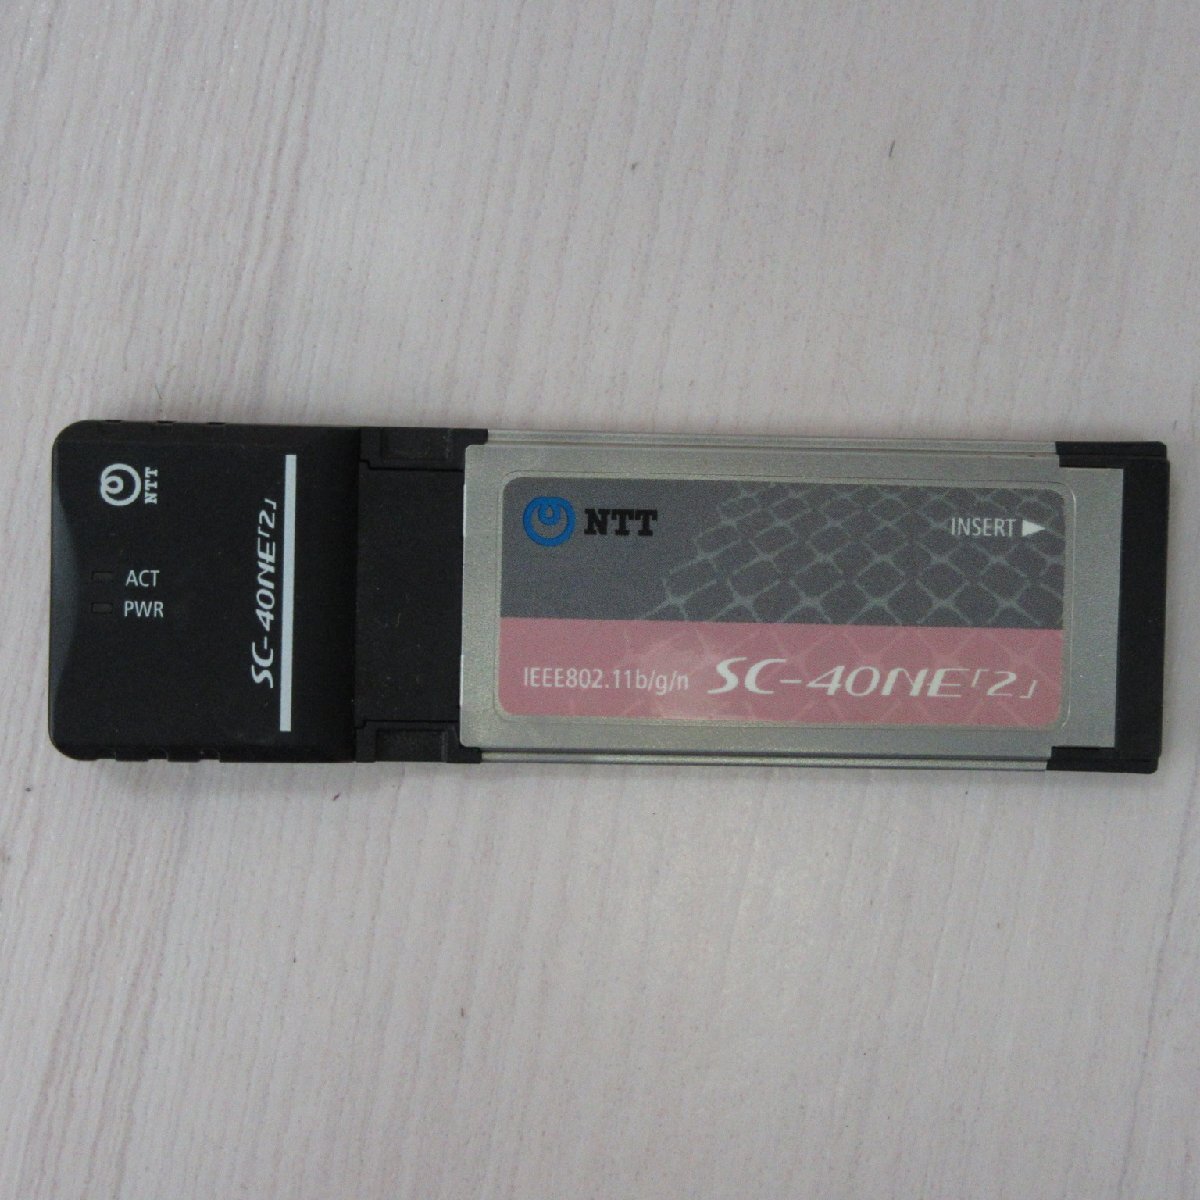 NTT
ACT
PWR
SC-40NE「2」
NTT
INSERT ▶
IEEE802.11b/g/n SC-40NE「2」